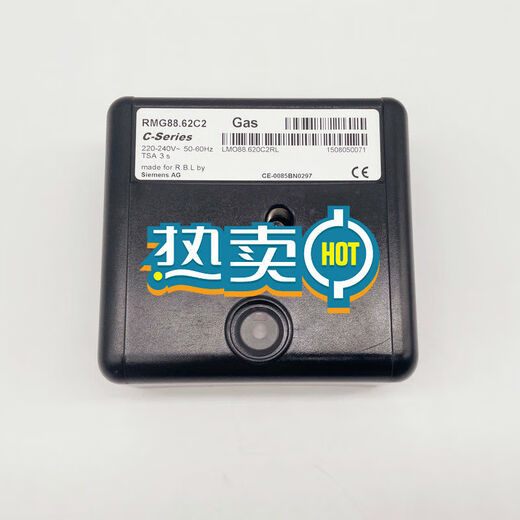 RMG88.62C2 Gas
C-Series
220-240V~ 50-60Hz
TSA 3 s
LMO88.620C2RL 1508050071
made for R.B.L by
Siemens AG
CE-0085BN0297 CE
热卖 HOT